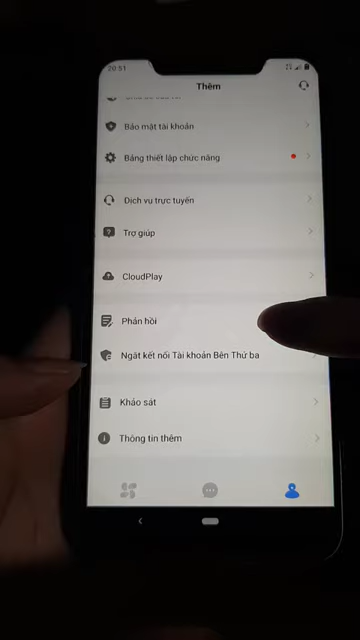 20:51
Thêm
Bảo mật tài khoản
Bảng thiết lập chức năng
Dịch vụ trực tuyến
Trợ giúp
CloudPlay
Phản hồi
Ngắt kết nối Tài khoản Bên Thứ ba
Khảo sát
Thông tin thêm